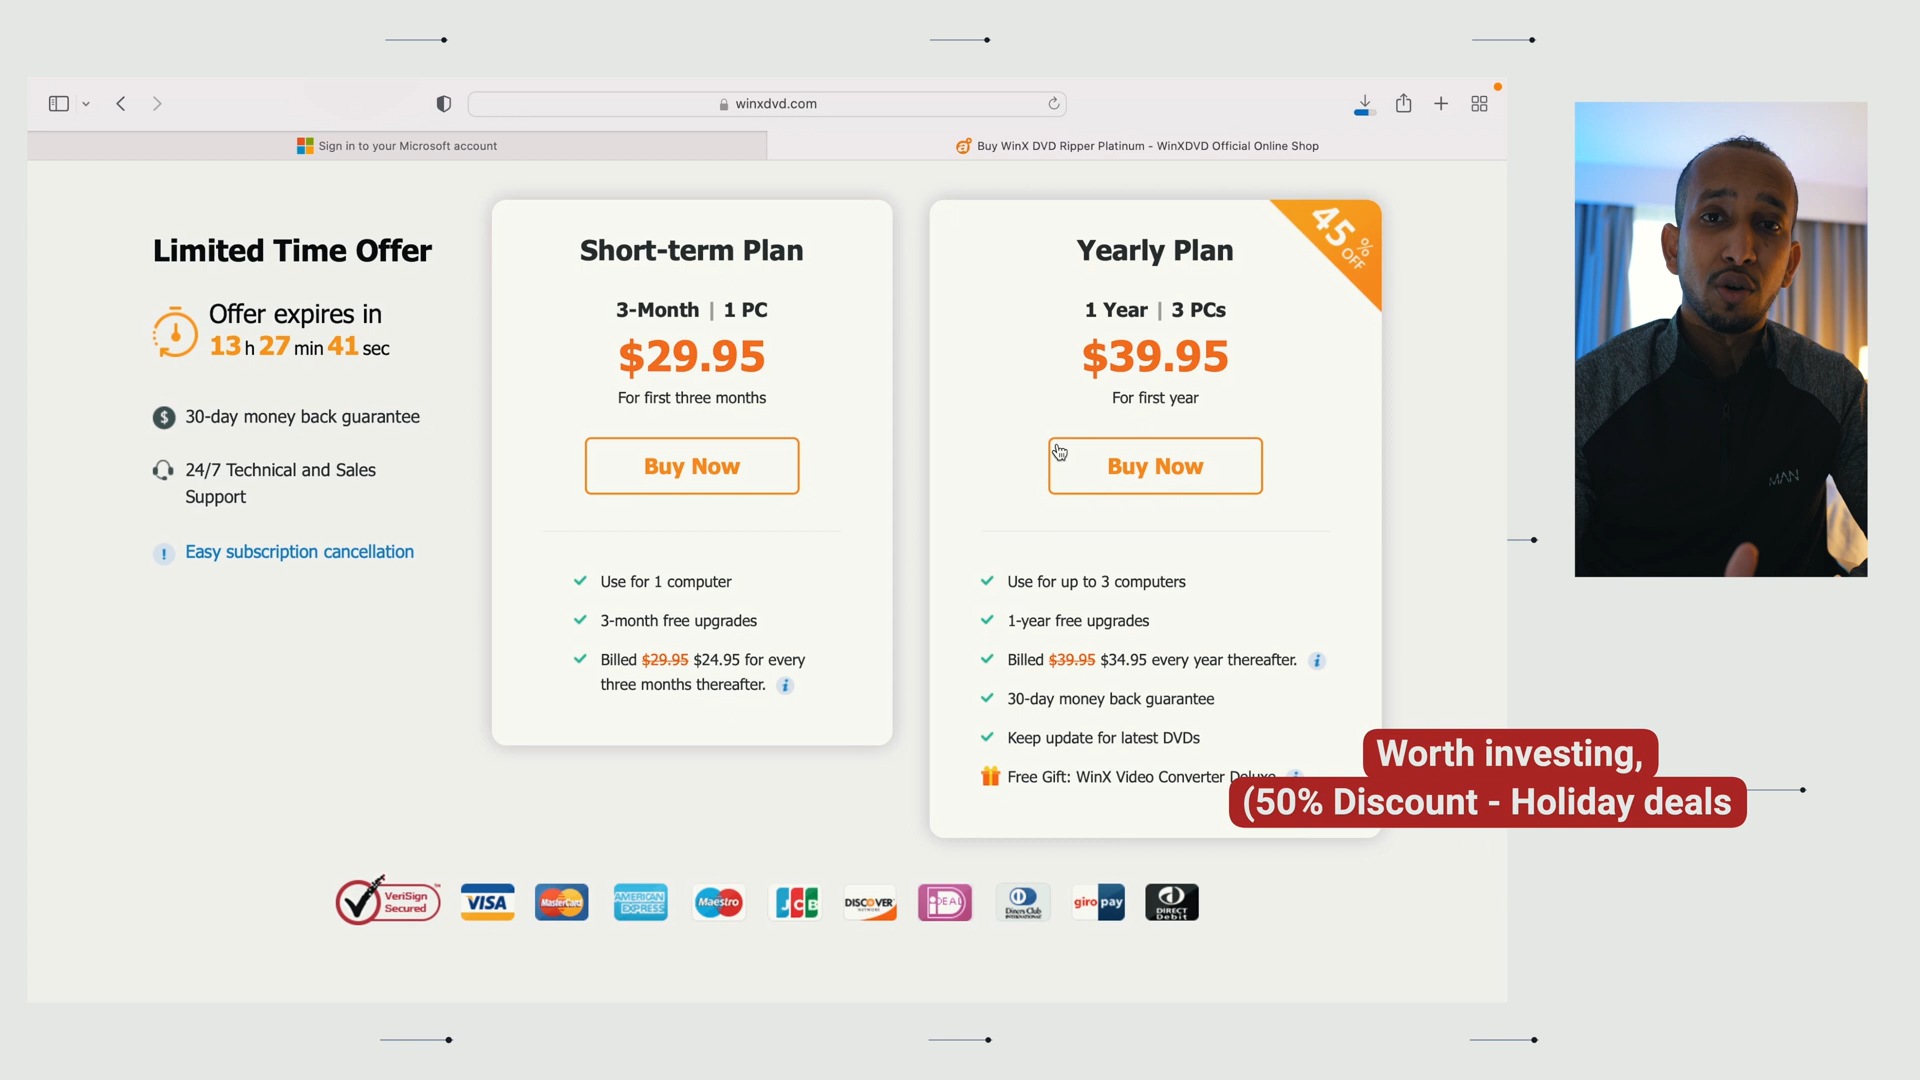 winxdvd.com
Sign in to your Microsoft account
Buy WinX DVD Ripper Platinum - WinXDVD Official Online Shop
Limited Time Offer
Offer expires in
13 h 27 min 41 sec
30-day money back guarantee
24/7 Technical and Sales
Support
Easy subscription cancellation
Short-term Plan
3-Month | 1 PC
$29.95
For first three months
Buy Now
Use for 1 computer
3-month free upgrades
Billed $29.95 $24.95 for every
three months thereafter.
45% OFF
Yearly Plan
1 Year | 3 PCs
$39.95
For first year
Buy Now
Use for up to 3 computers
1-year free upgrades
Billed $39.95 $34.95 every year thereafter.
30-day money back guarantee
Keep update for latest DVDs
Free Gift: WinX Video Converter Deluxe
MAN
Worth investing,
(50% Discount - Holiday deals
VeriSign
Secured
VISA
MasterCard
AMERICAN
EXPRESS
Maestro
JCB
DISCOVER
NETWORK
iDEAL
Diners Club
INTERNATIONAL
giropay
DIRECT
Debit